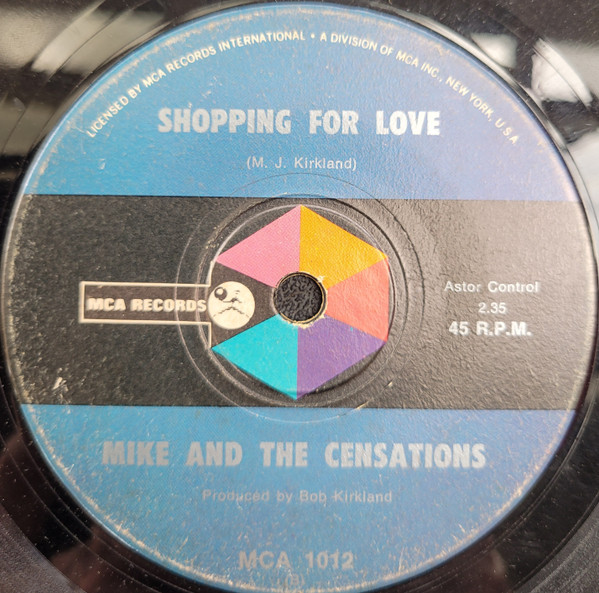 LICENSED BY MCA RECORDS INTERNATIONAL • A DIVISION OF MCA INC., NEW YORK, U.S.A.
SHOPPING FOR LOVE
(M. J. Kirkland)
MCA RECORDS
Astor Control
2.35
45 R.P.M.
MIKE AND THE CENSATIONS
Produced by Bob Kirkland
MCA 1012